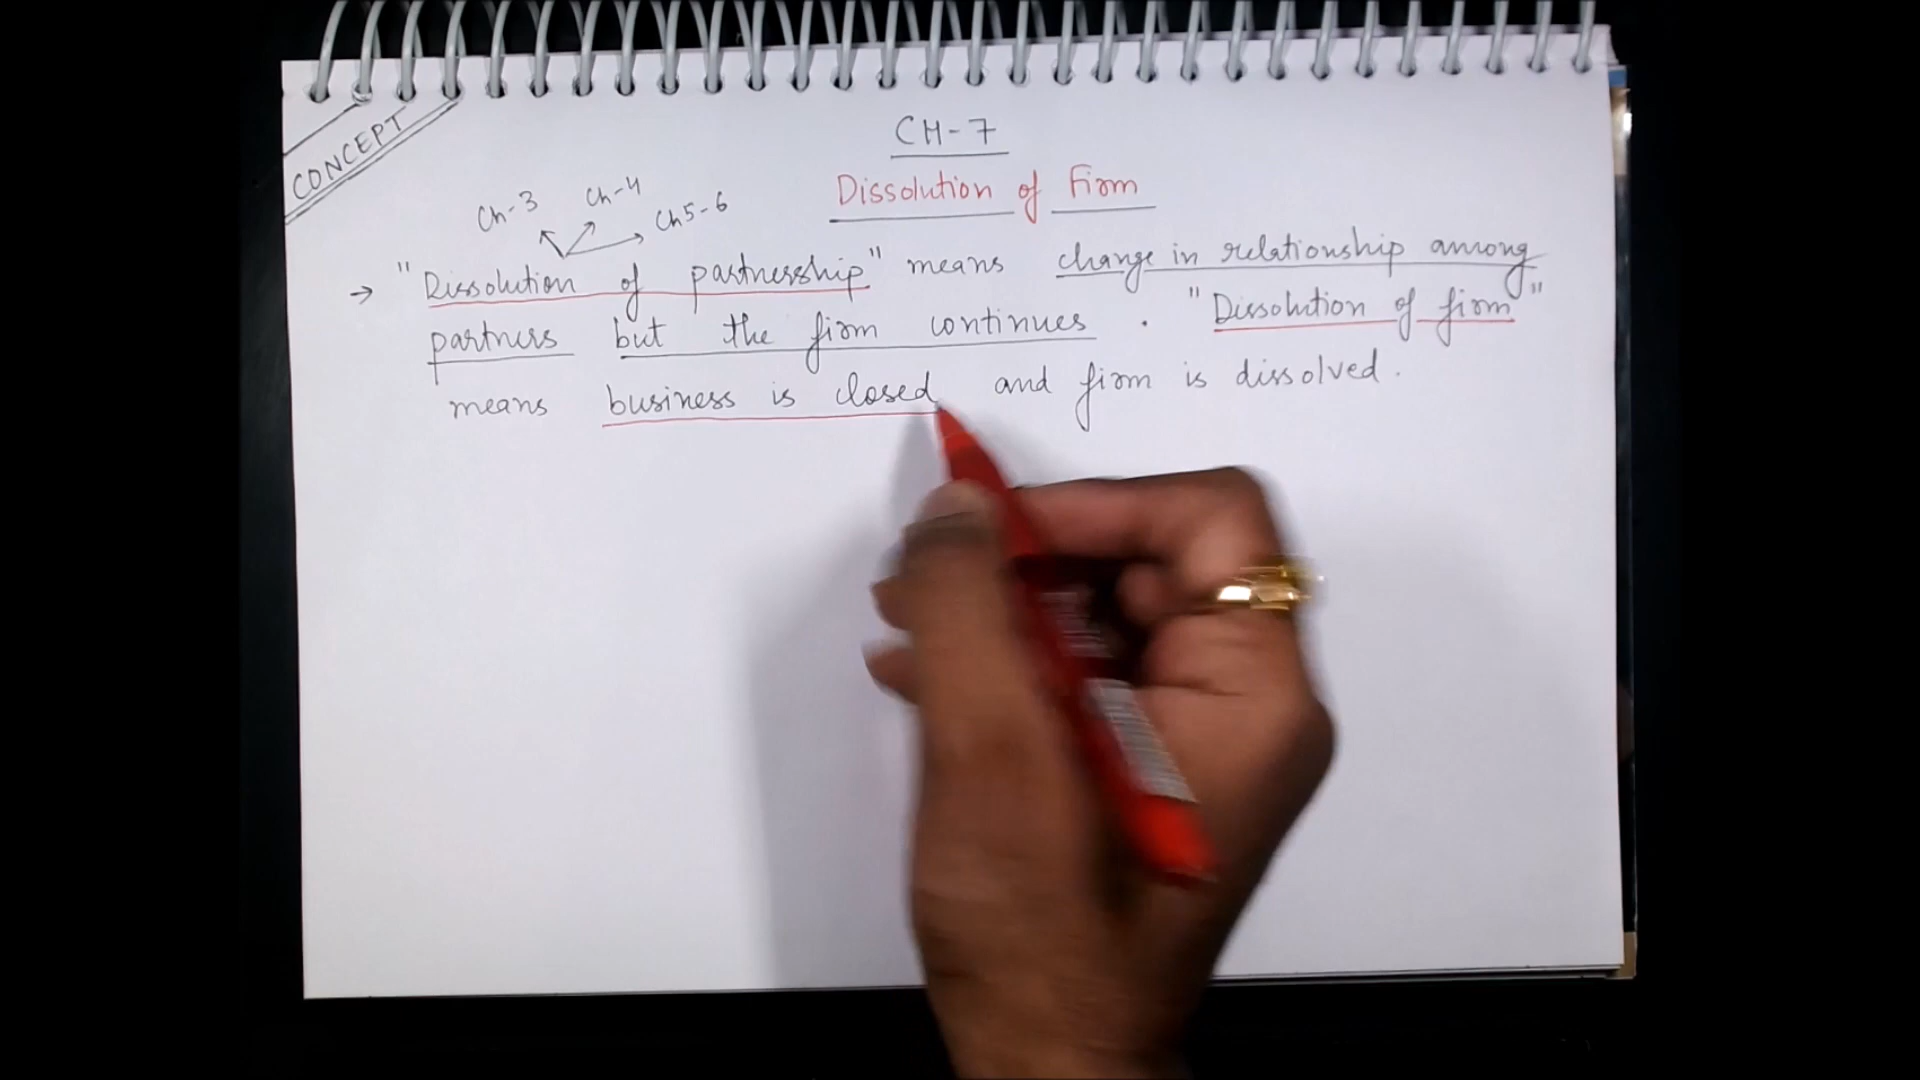 CONCEPT
CH-7
Dissolution of Firm
Ch-3 Ch-4 Ch5-6
→ "Dissolution of partnership" means change in relationship among
partners but the firm continues. "Dissolution of firm"
means business is closed and firm is dissolved.